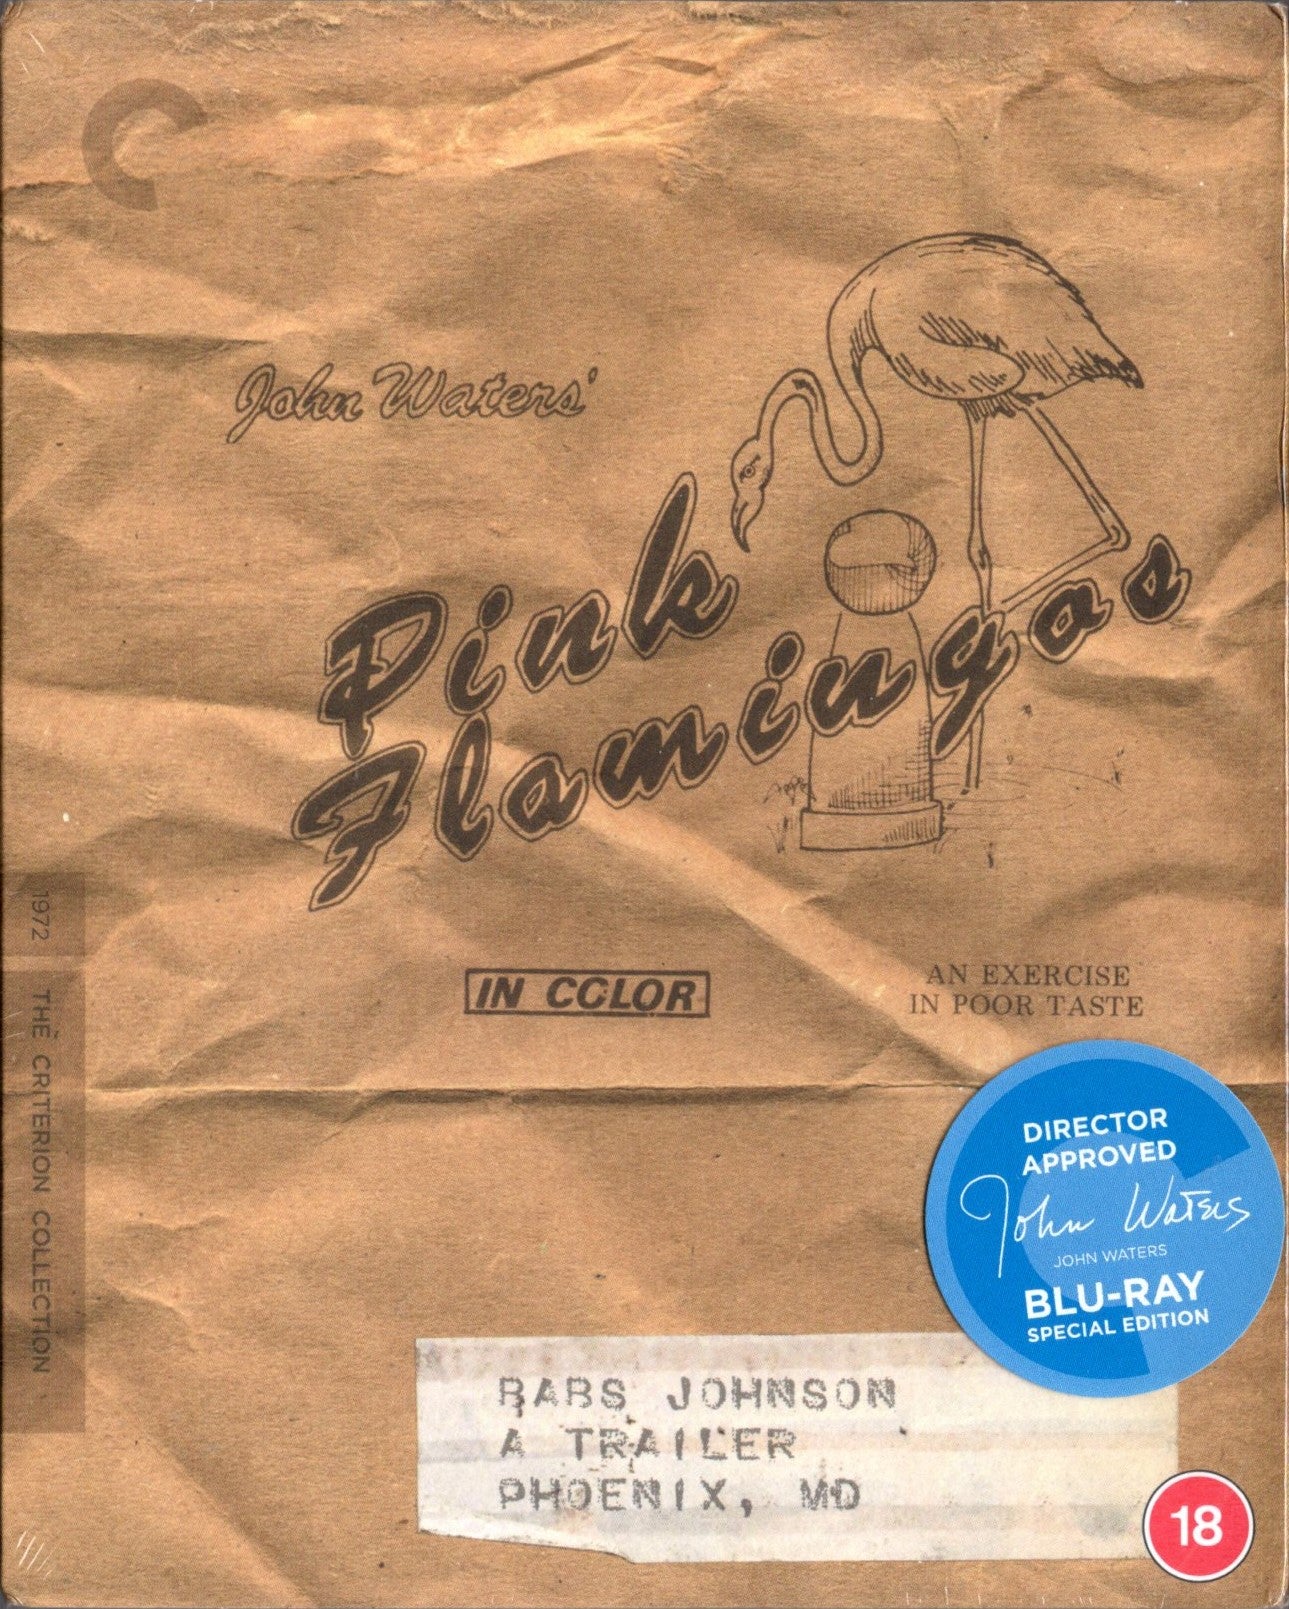 John Waters'
Pink
Flamingos
IN COLOR
AN EXERCISE
IN POOR TASTE
1972
THE CRITERION COLLECTION
DIRECTOR
APPROVED
John Waters
JOHN WATERS
BLU-RAY
SPECIAL EDITION
BABS JOHNSON
A TRAILER
PHOENIX, MD
18